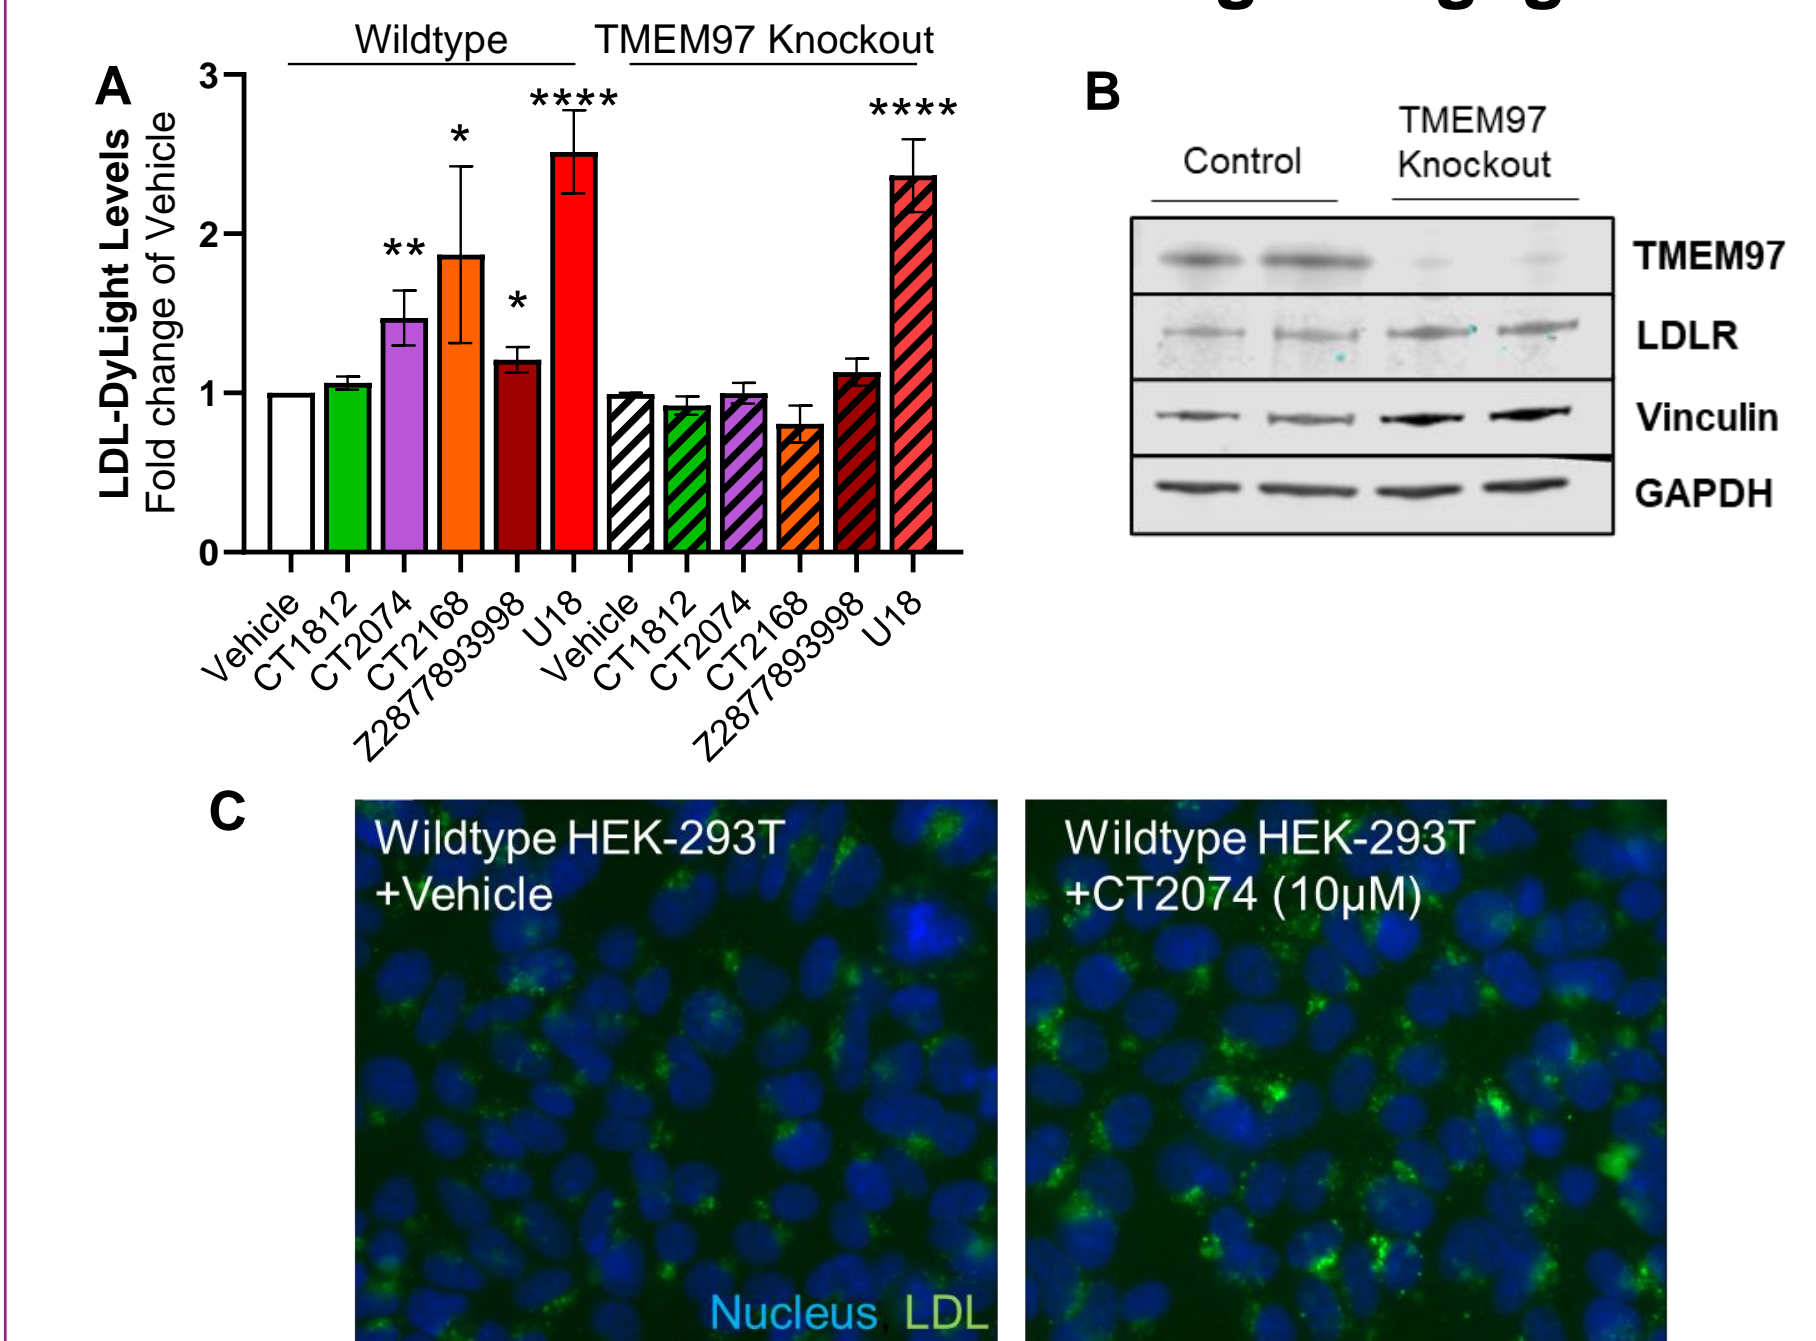 A
Wildtype
TMEM97 Knockout
LDL-DyLight Levels
Fold change of Vehicle
3
2
1
0
****
*
**
*
****
Vehicle
CT1812
CT2074
CT2168
Z2877893998
U18
Vehicle
CT1812
CT2074
CT2168
Z2877893998
U18
B
Control
TMEM97
Knockout
TMEM97
LDLR
Vinculin
GAPDH
C
Wildtype HEK-293T
+Vehicle
Nucleus, LDL
Wildtype HEK-293T
+CT2074 (10µM)